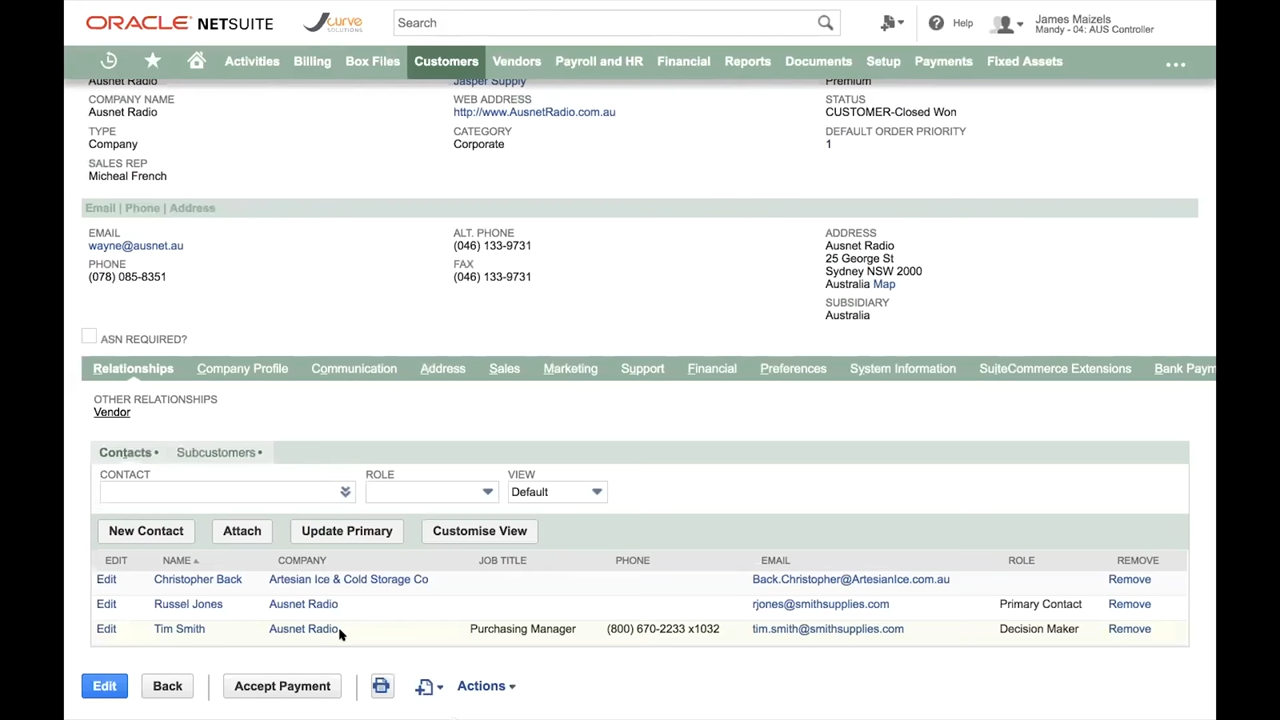 ORACLE NETSUITE
Curve SOLUTIONS
Search
Help
James Maizels
Mandy - 04: AUS Controller
Activities Billing Box Files Customers Vendors Payroll and HR Financial Reports Documents Setup Payments Fixed Assets
Ausnet Radio Jasper Supply Premium
COMPANY NAME WEB ADDRESS STATUS
Ausnet Radio http://www.AusnetRadio.com.au CUSTOMER-Closed Won
TYPE CATEGORY DEFAULT ORDER PRIORITY
Company Corporate 1
SALES REP
Micheal French
Email | Phone | Address
EMAIL ALT. PHONE ADDRESS
wayne@ausnet.au (046) 133-9731 Ausnet Radio
25 George St
PHONE FAX Sydney NSW 2000
(078) 085-8351 (046) 133-9731
Australia Map
SUBSIDIARY
Australia
ASN REQUIRED?
Relationships Company Profile Communication Address Sales Marketing Support Financial Preferences System Information SuiteCommerce Extensions Bank Paym
OTHER RELATIONSHIPS
Vendor
Contacts • Subcustomers •
CONTACT ROLE VIEW
Default
New Contact Attach Update Primary Customise View
EDIT NAME COMPANY JOB TITLE PHONE EMAIL ROLE REMOVE
Edit Christopher Back Artesian Ice & Cold Storage Co Back.Christopher@ArtesianIce.com.au Remove
Edit Russel Jones Ausnet Radio rjones@smithsupplies.com Primary Contact Remove
Edit Tim Smith Ausnet Radio Purchasing Manager (800) 670-2233 x1032 tim.smith@smithsupplies.com Decision Maker Remove
Edit Back Accept Payment Actions